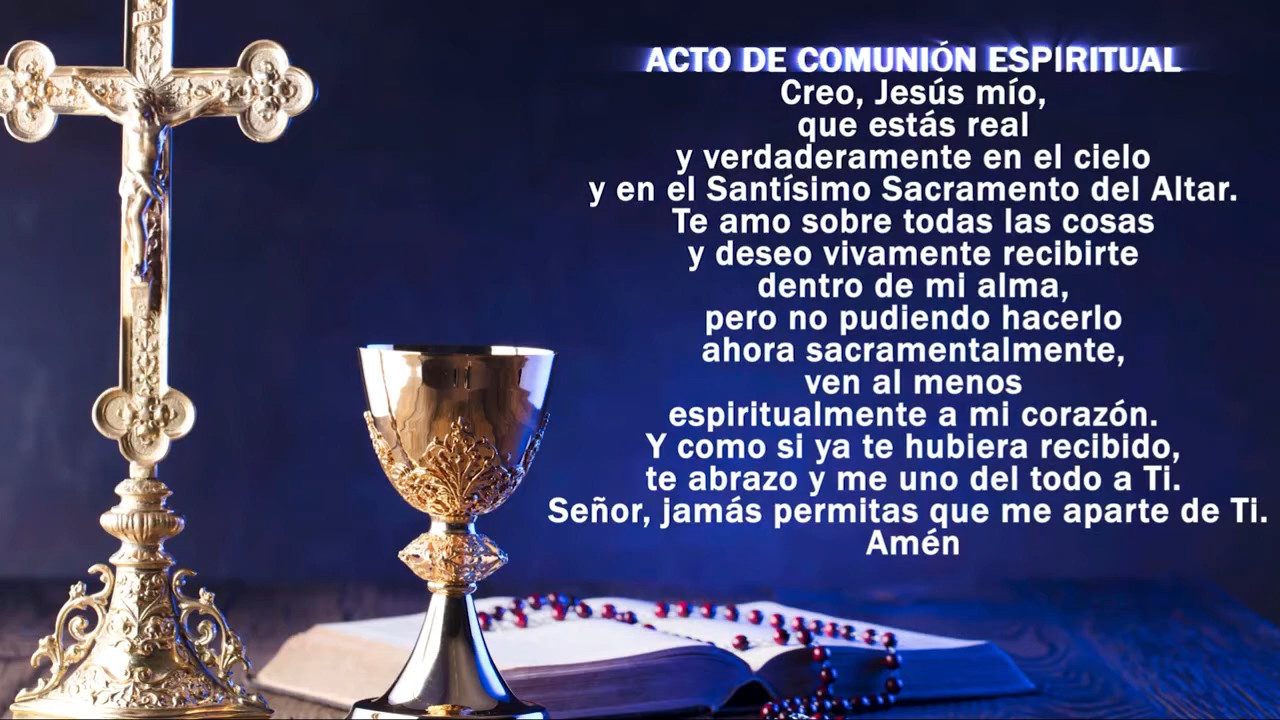 INRI
ACTO DE COMUNIÓN ESPIRITUAL
Creo, Jesús mío,
que estás real
y verdaderamente en el cielo
y en el Santísimo Sacramento del Altar.
Te amo sobre todas las cosas
y deseo vivamente recibirte
dentro de mi alma,
pero no pudiendo hacerlo
ahora sacramentalmente,
ven al menos
espiritualmente a mi corazón.
Y como si ya te hubiera recibido,
te abrazo y me uno del todo a Ti.
Señor, jamás permitas que me aparte de Ti.
Amén